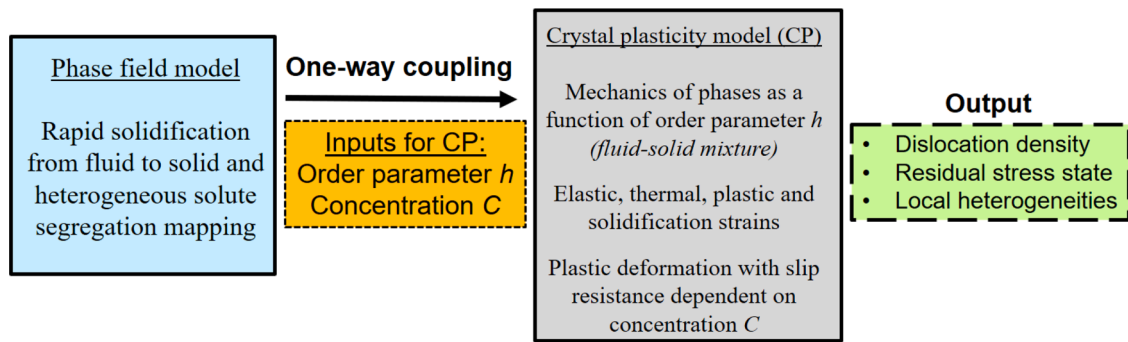 Phase field model
Rapid solidification
from fluid to solid and
heterogeneous solute
segregation mapping
One-way coupling
Inputs for CP:
Order parameter h
Concentration C
Crystal plasticity model (CP)
Mechanics of phases as a
function of order parameter h
(fluid-solid mixture)
Elastic, thermal, plastic and
solidification strains
Plastic deformation with slip
resistance dependent on
concentration C
Output
• Dislocation density
• Residual stress state
• Local heterogeneities